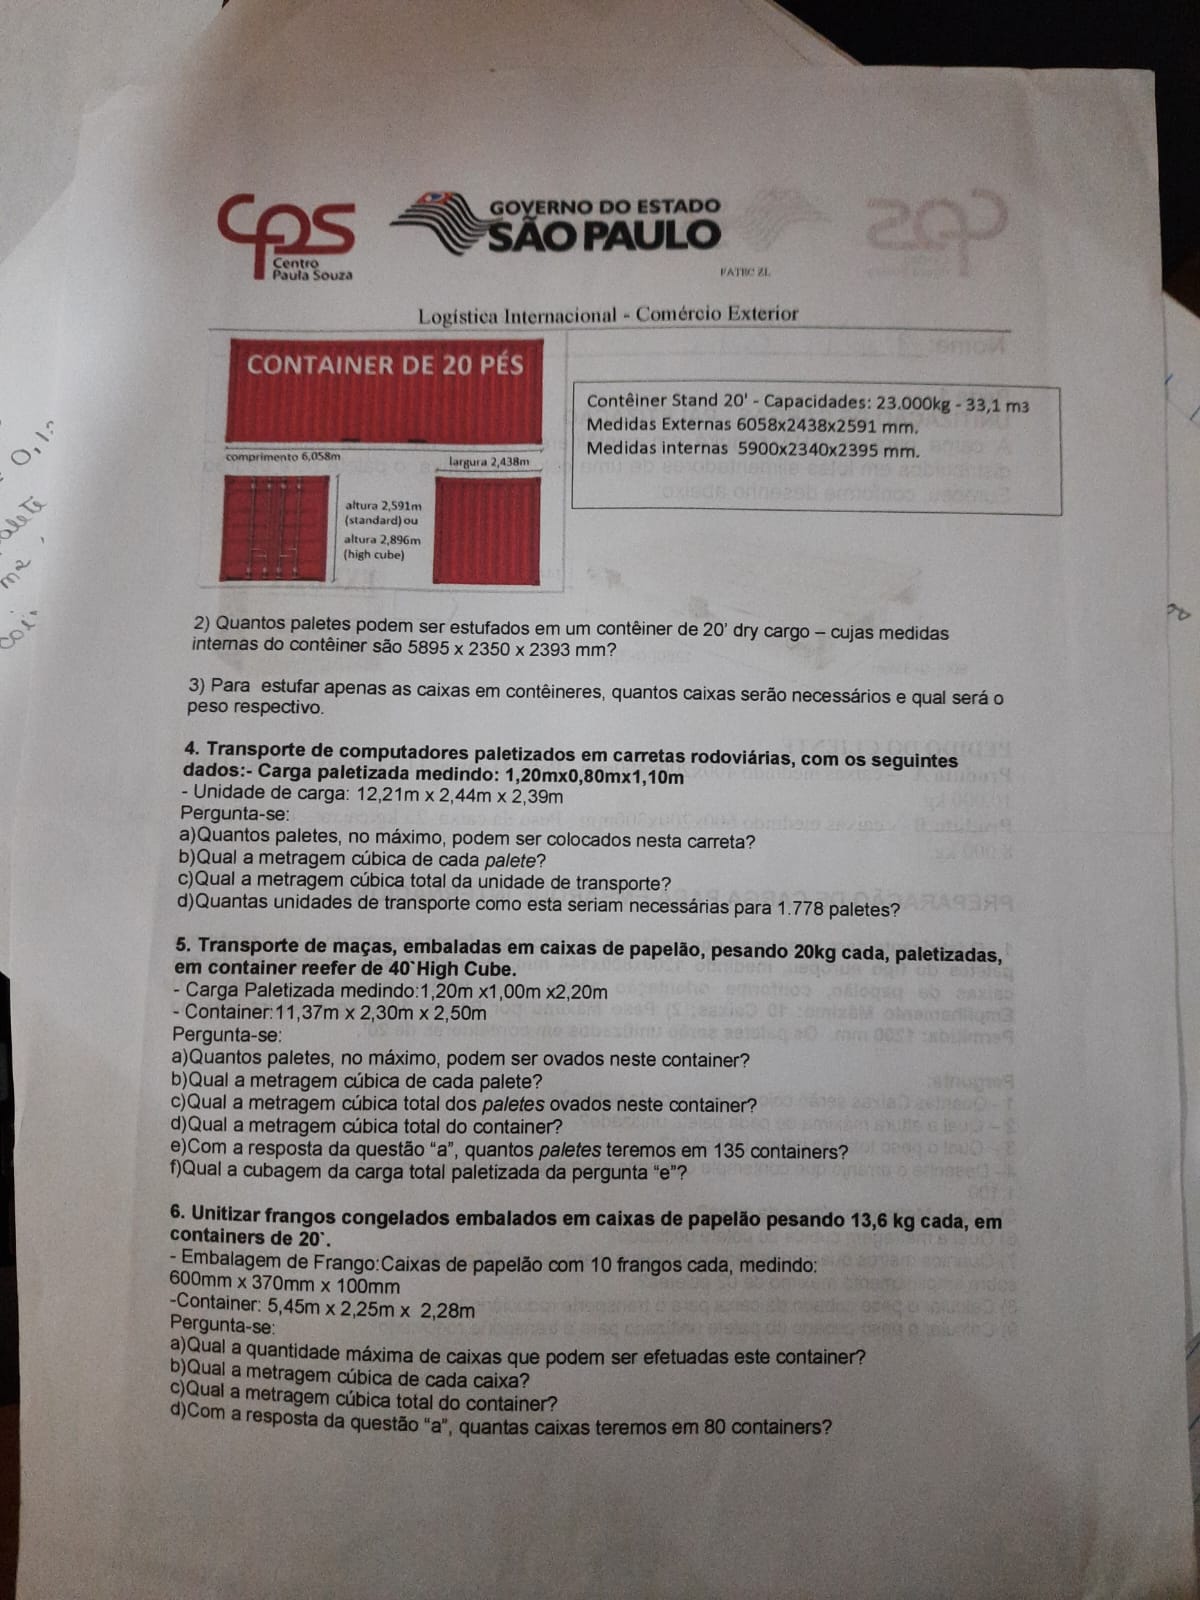 CPS
Centro
Paula Souza
GOVERNO DO ESTADO
SÃO PAULO
FATEC ZL
Logística Internacional - Comércio Exterior
CONTAINER DE 20 PÉS
comprimento 6,058m
largura 2,438m
altura 2,591m
(standard) ou
altura 2,896m
(high cube)
Contêiner Stand 20' - Capacidades: 23.000kg - 33,1 m3
Medidas Externas 6058x2438x2591 mm.
Medidas internas 5900x2340x2395 mm.
2) Quantos paletes podem ser estufados em um contêiner de 20' dry cargo – cujas medidas
internas do contêiner são 5895 x 2350 x 2393 mm?
3) Para estufar apenas as caixas em contêineres, quantos caixas serão necessários e qual será o
peso respectivo.
4. Transporte de computadores paletizados em carretas rodoviárias, com os seguintes
dados:- Carga paletizada medindo: 1,20mx0,80mx1,10m
- Unidade de carga: 12,21m x 2,44m x 2,39m
Pergunta-se:
a)Quantos paletes, no máximo, podem ser colocados nesta carreta?
b)Qual a metragem cúbica de cada palete?
c)Qual a metragem cúbica total da unidade de transporte?
d)Quantas unidades de transporte como esta seriam necessárias para 1.778 paletes?
5. Transporte de maças, embaladas em caixas de papelão, pesando 20kg cada, paletizadas,
em container reefer de 40`High Cube.
- Carga Paletizada medindo:1,20m x1,00m x2,20m
- Container:11,37m x 2,30m x 2,50m
Pergunta-se:
a)Quantos paletes, no máximo, podem ser ovados neste container?
b)Qual a metragem cúbica de cada palete?
c)Qual a metragem cúbica total dos paletes ovados neste container?
d)Qual a metragem cúbica total do container?
e)Com a resposta da questão “a”, quantos paletes teremos em 135 containers?
f)Qual a cubagem da carga total paletizada da pergunta “e”?
6. Unitizar frangos congelados embalados em caixas de papelão pesando 13,6 kg cada, em
containers de 20`.
- Embalagem de Frango:Caixas de papelão com 10 frangos cada, medindo:
600mm x 370mm x 100mm
-Container: 5,45m x 2,25m x 2,28m
Pergunta-se:
a)Qual a quantidade máxima de caixas que podem ser efetuadas este container?
b)Qual a metragem cúbica de cada caixa?
c)Qual a metragem cúbica total do container?
d)Com a resposta da questão “a”, quantas caixas teremos em 80 containers?